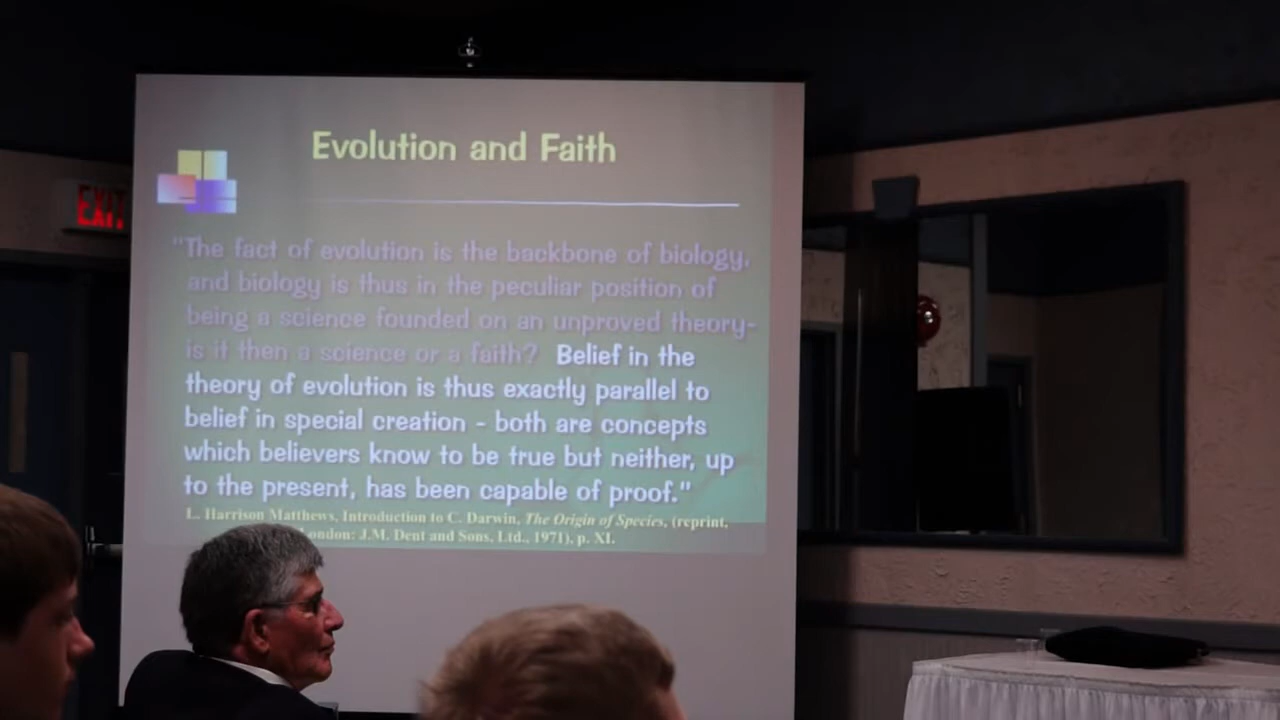 Evolution and Faith
EXIT
"The fact of evolution is the backbone of biology,
and biology is thus in the peculiar position of
being a science founded on an unproved theory-
is it then a science or a faith? Belief in the
theory of evolution is thus exactly parallel to
belief in special creation - both are concepts
which believers know to be true but neither, up
to the present, has been capable of proof."
L. Harrison Matthews, Introduction to C. Darwin, The Origin of Species, (reprint,
London: J.M. Dent and Sons, Ltd., 1971), p. XI.